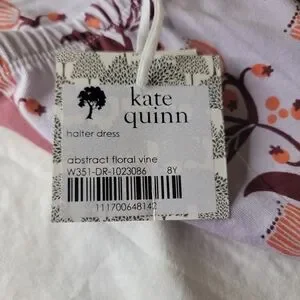 kate
quinn
halter dress
abstract floral vine
W351-DR-1023086 8Y
111700648142